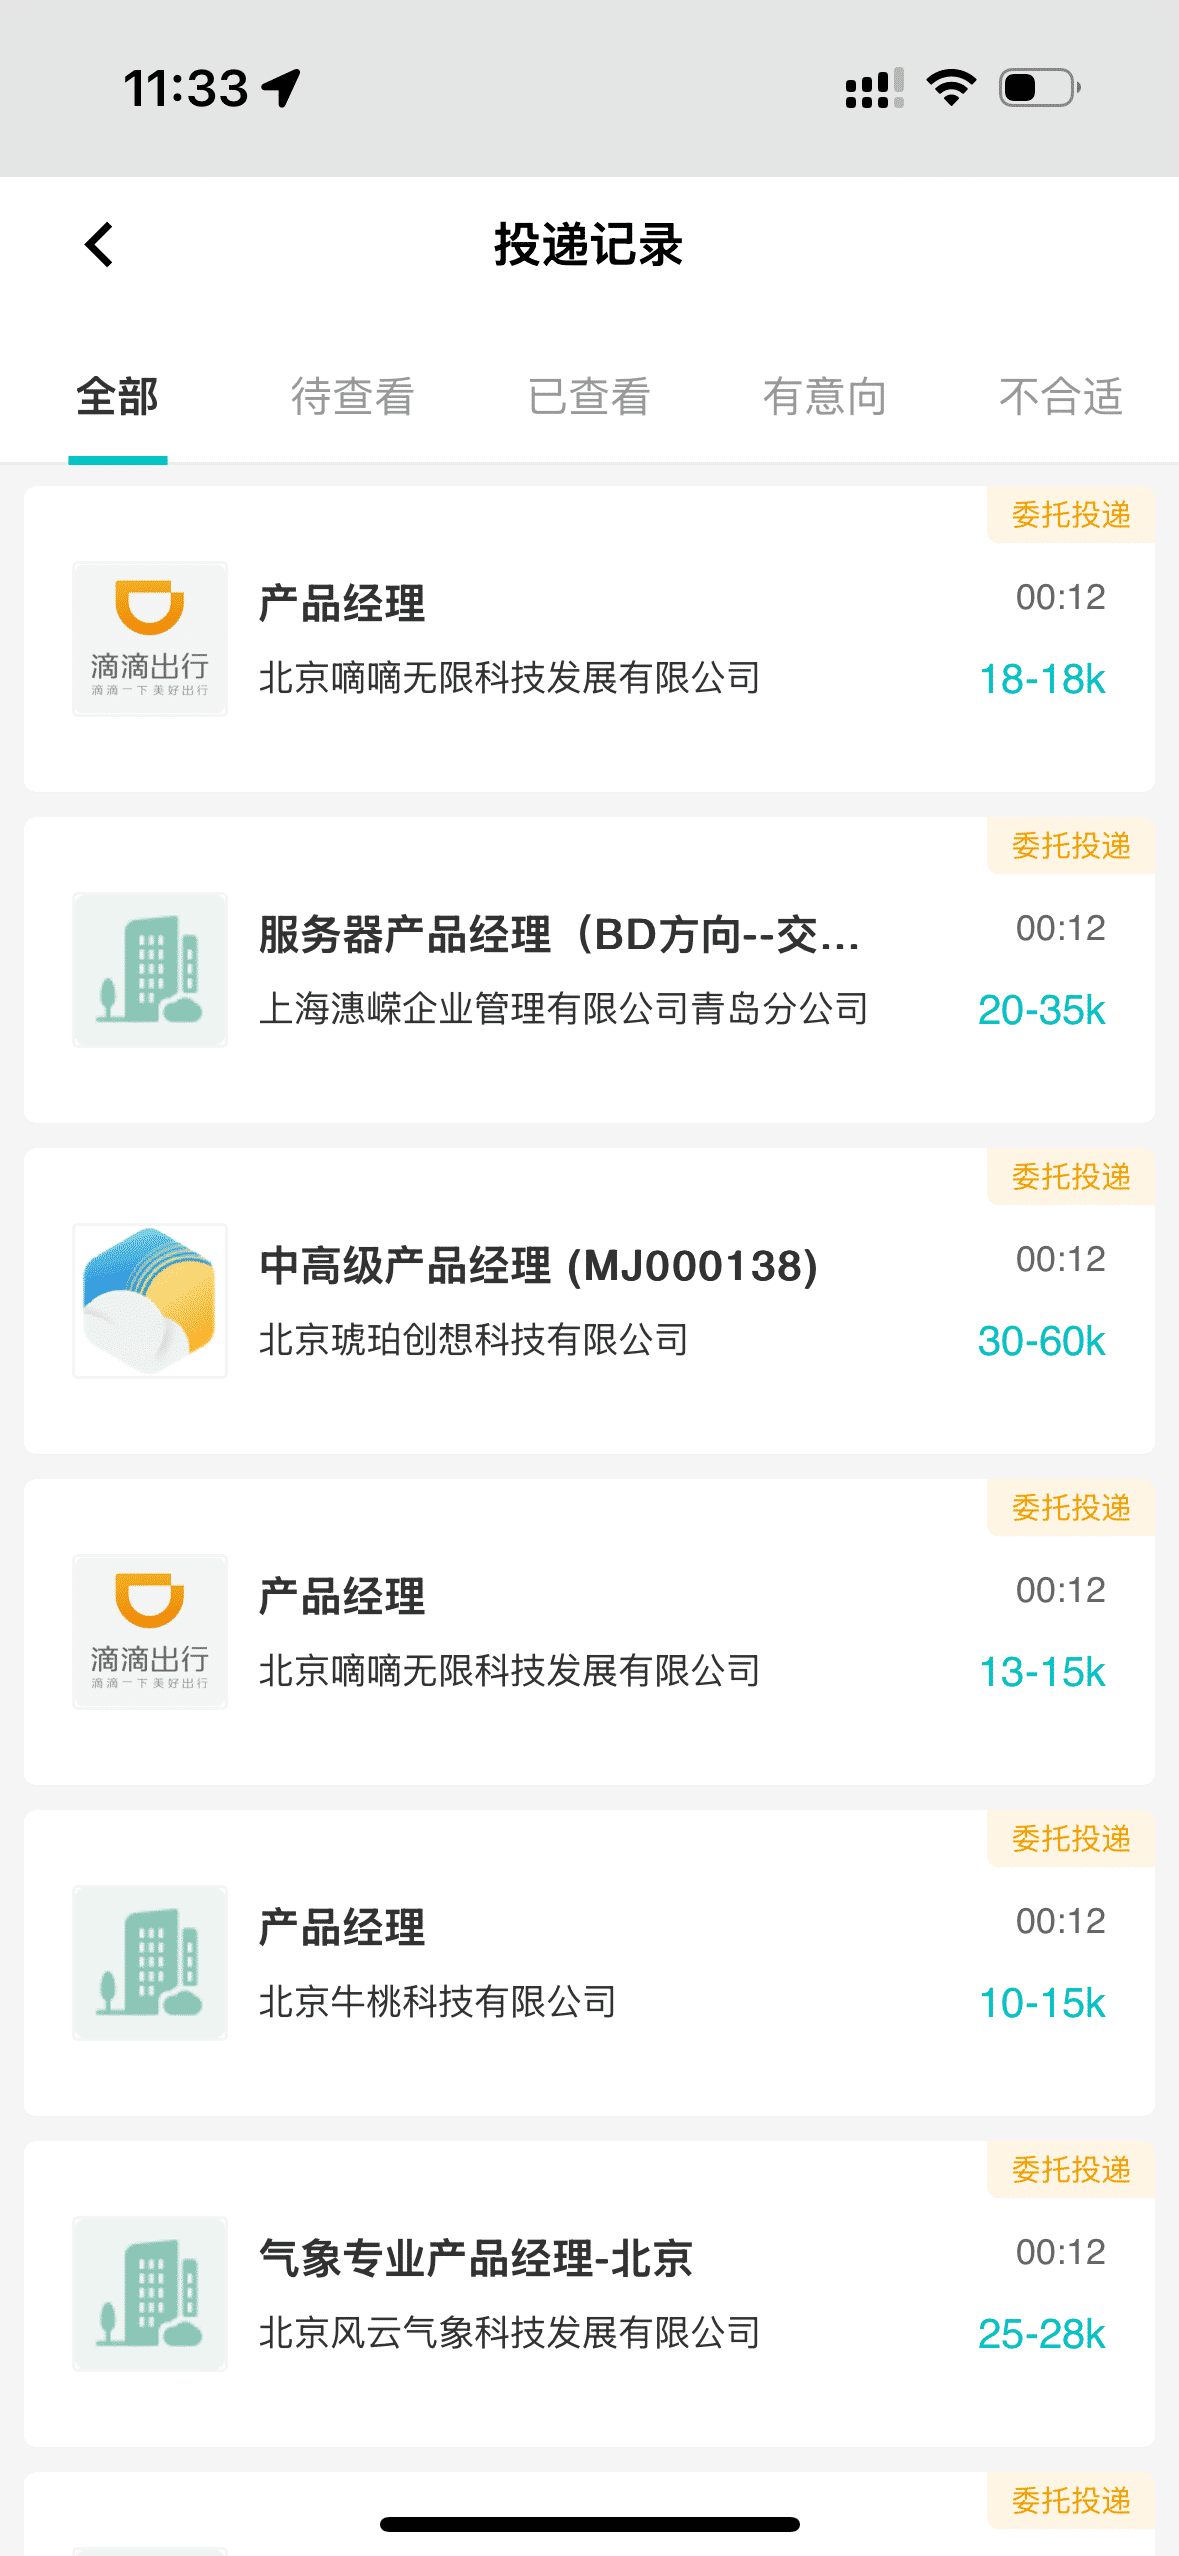 11:33
投递记录
全部 待查看 已查看 有意向 不合适
委托投递
滴滴出行
滴滴一下 美好出行
产品经理
00:12
北京嘀嘀无限科技发展有限公司
18-18k
委托投递
服务器产品经理（BD方向--交...
00:12
上海漶嵘企业管理有限公司青岛分公司
20-35k
委托投递
中高级产品经理 (MJ000138)
00:12
北京琥珀创想科技有限公司
30-60k
委托投递
滴滴出行
滴滴一下 美好出行
产品经理
00:12
北京嘀嘀无限科技发展有限公司
13-15k
委托投递
产品经理
00:12
北京牛桃科技有限公司
10-15k
委托投递
气象专业产品经理-北京
00:12
北京风云气象科技发展有限公司
25-28k
委托投递